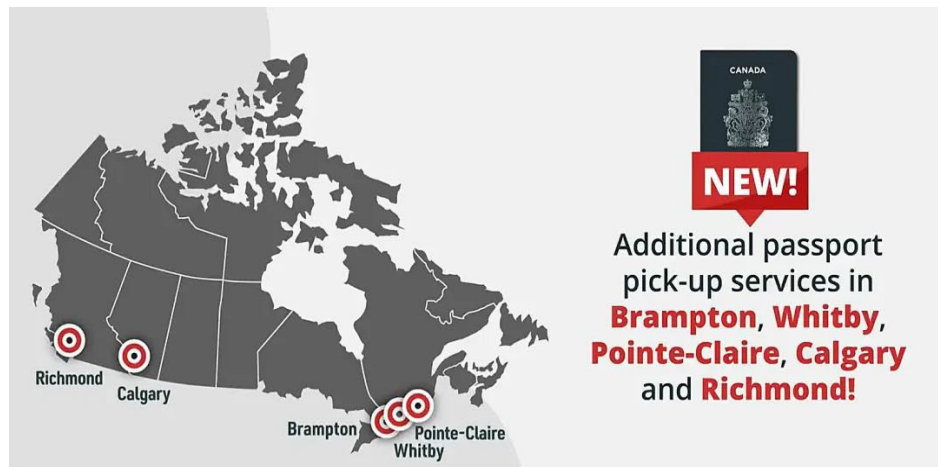 CANADA
NEW!
Additional passport
pick-up services in
Brampton, Whitby,
Pointe-Claire, Calgary
and Richmond!
Richmond
Calgary
Brampton
Pointe-Claire
Whitby